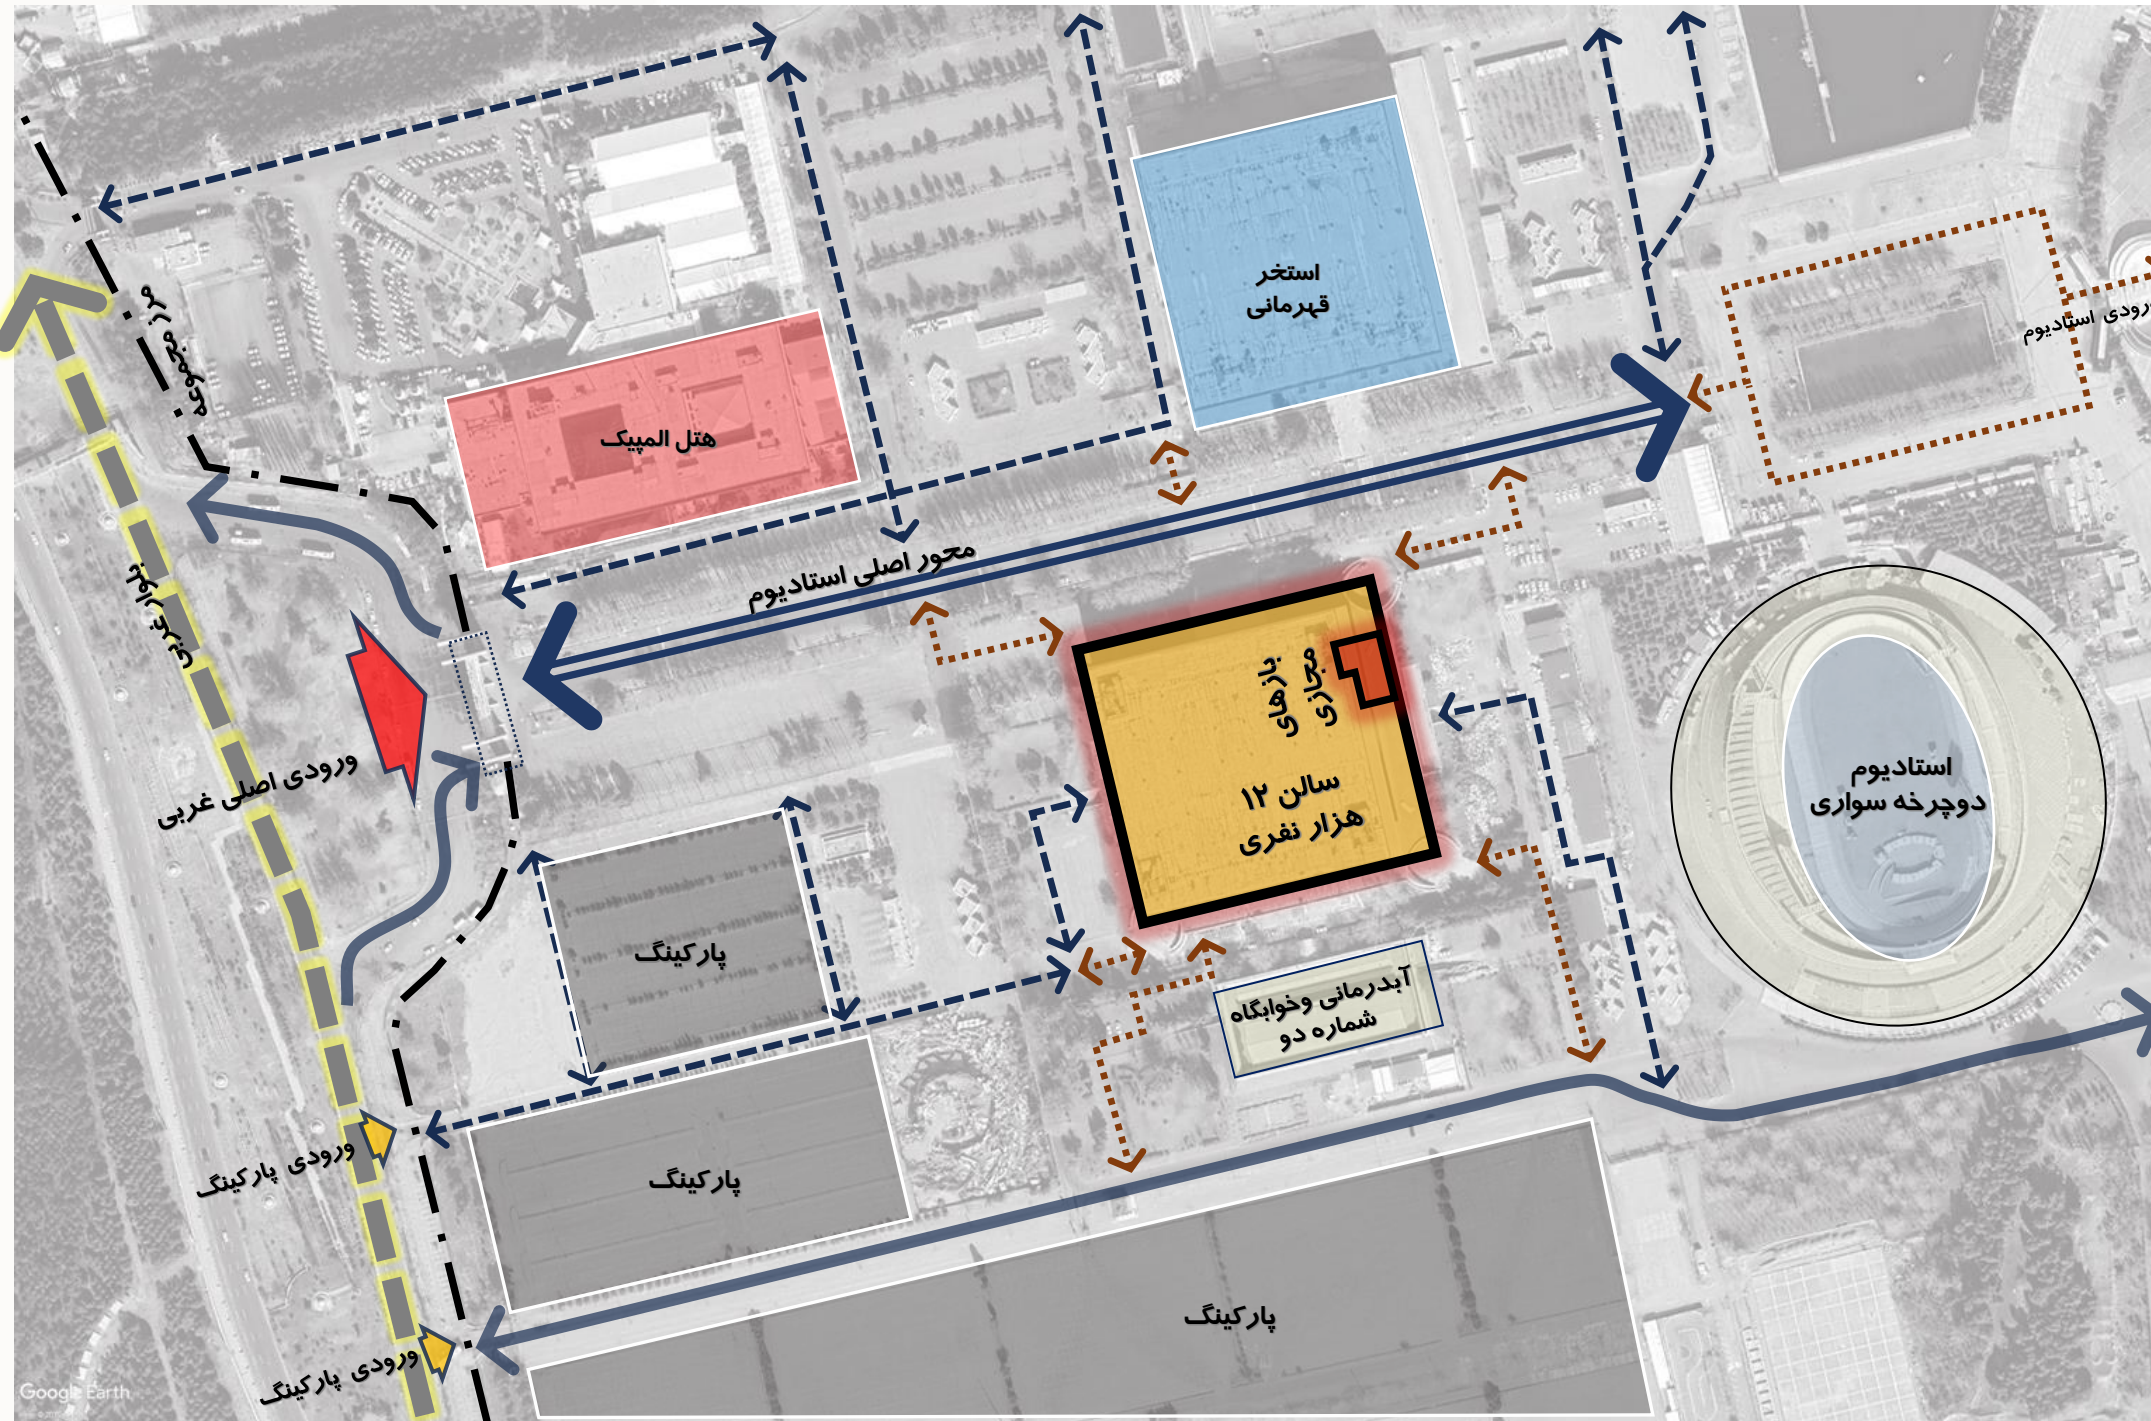 استخر
قهرمانی
مرز مجموعه
ورودی استادیوم
هتل المپیک
محور اصلی استادیوم
بلوار غربی
بازهای
مجازی
ورودی اصلی غربی
سالن ۱۲
هزار نفری
استادیوم
دوچرخه سواری
پارکینگ
آبدرمانی وخوابگاه
شماره دو
ورودی پارکینگ
پارکینگ
پارکینگ
ورودی پارکینگ
Google Earth